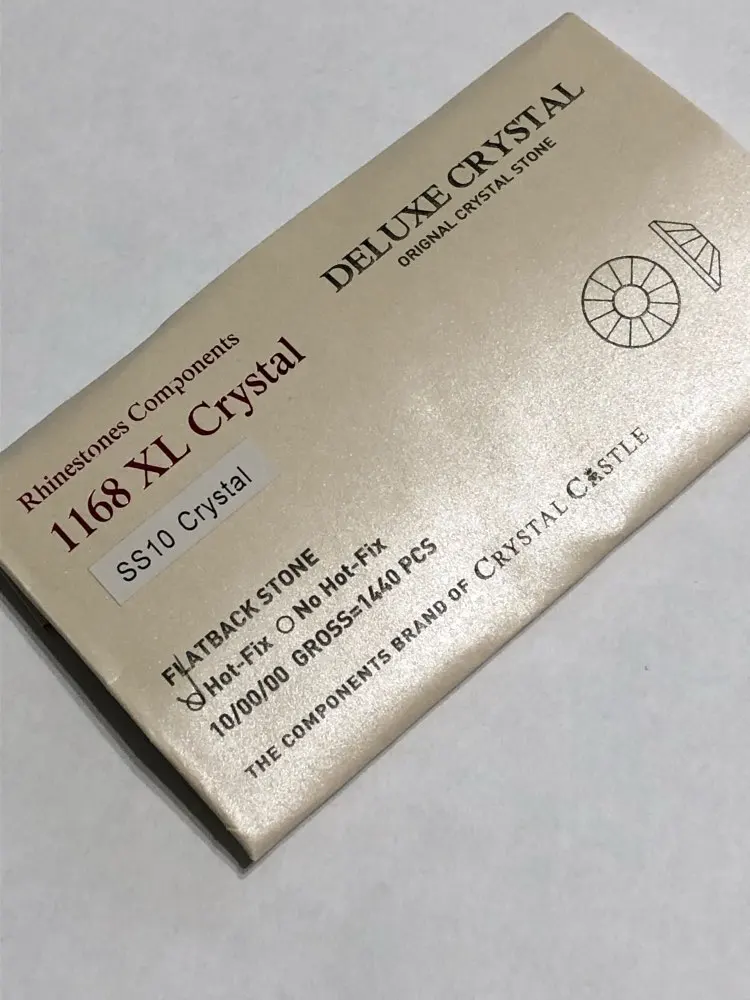 DELUXE CRYSTAL
ORIGNAL CRYSTAL STONE
Rhinestones Components
1168 XL Crystal
SS10 Crystal
FLATBACK STONE
Hot-Fix No Hot-Fix
10/00/00 GROSS=1440 PCS
THE COMPONENTS BRAND OF CRYSTAL CASTLE